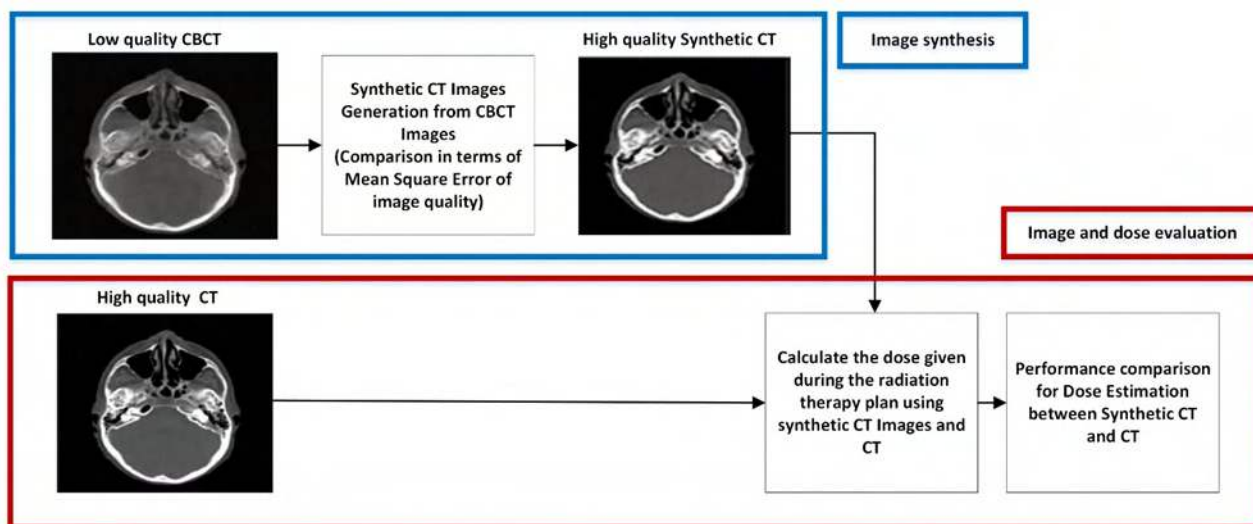 Low quality CBCT
High quality Synthetic CT
Image synthesis
Synthetic CT Images
Generation from CBCT
Images
(Comparison in terms of
Mean Square Error of
image quality)
Image and dose evaluation
High quality CT
Calculate the dose given
during the radiation
therapy plan using
synthetic CT Images and
CT
Performance comparison
for Dose Estimation
between Synthetic CT
and CT